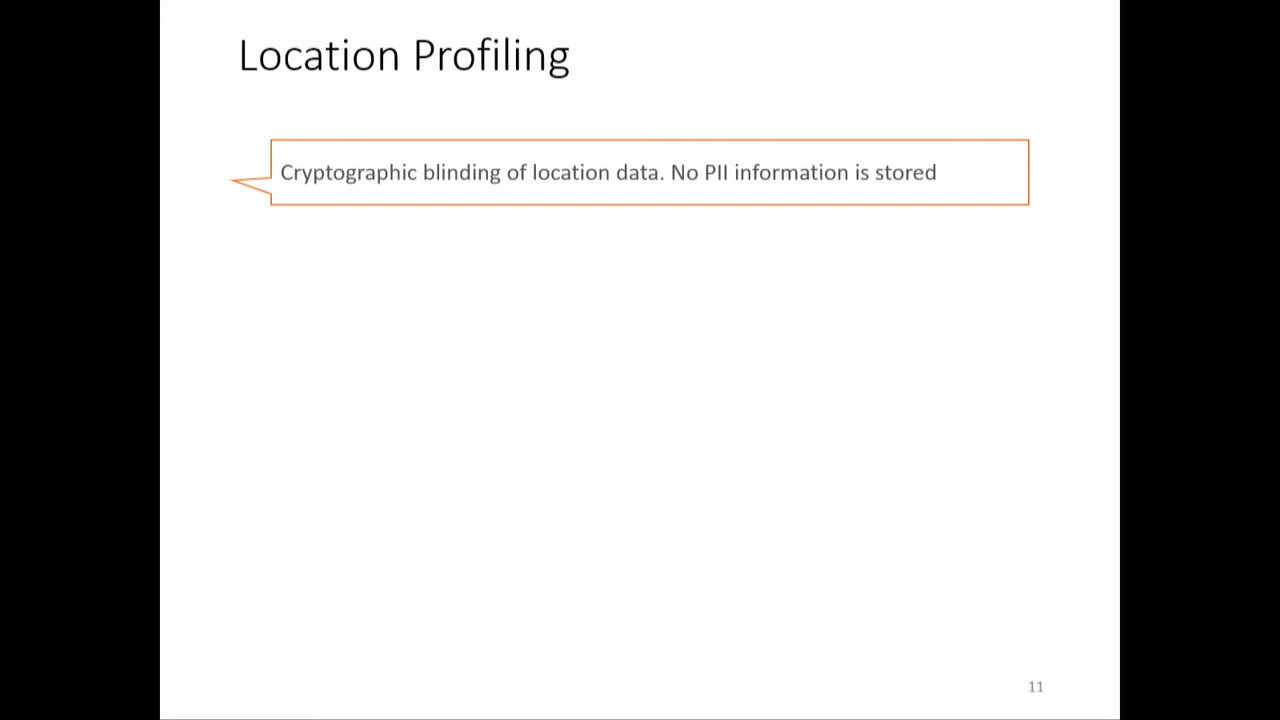 Location Profiling
Cryptographic blinding of location data. No PII information is stored
11